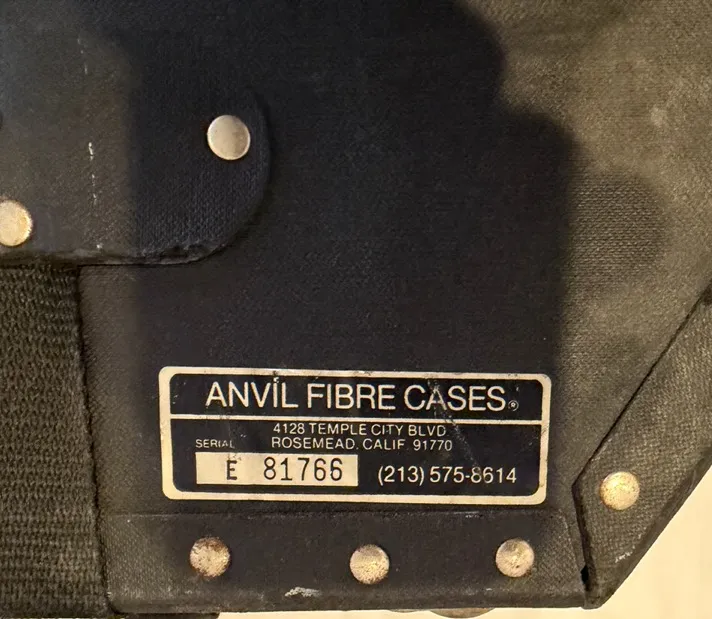 ANVIL FIBRE CASES®
4128 TEMPLE CITY BLVD
ROSEMEAD, CALIF. 91770
SERIAL
E 81766 (213) 575-8614